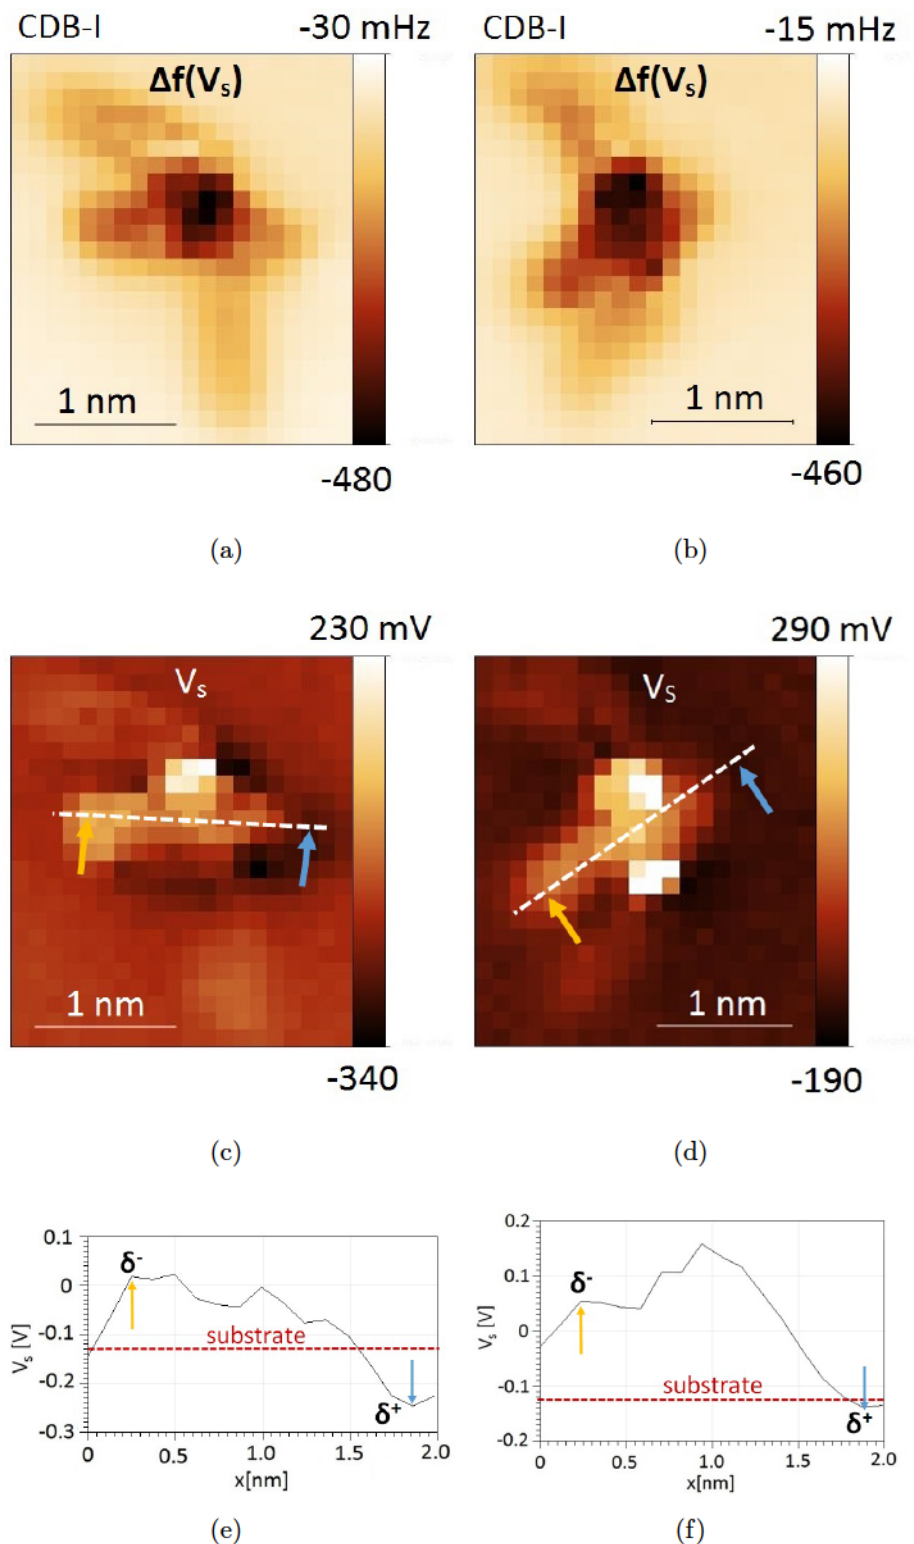 CDB-I -30 mHz
Δf(Vs)
1 nm
-480
(a)
CDB-I -15 mHz
Δf(Vs)
1 nm
-460
(b)
230 mV
Vs
1 nm
-340
(c)
290 mV
VS
1 nm
-190
(d)
0.1
0
-0.1
-0.2
-0.3
Vs [V]
δ-
substrate
δ+
0 0.5 1.0 1.5 2.0
x[nm]
(e)
0.2
0.1
0
-0.1
-0.2
Vs [V]
δ-
substrate
δ+
0 0.5 1.0 1.5 2.0
x[nm]
(f)